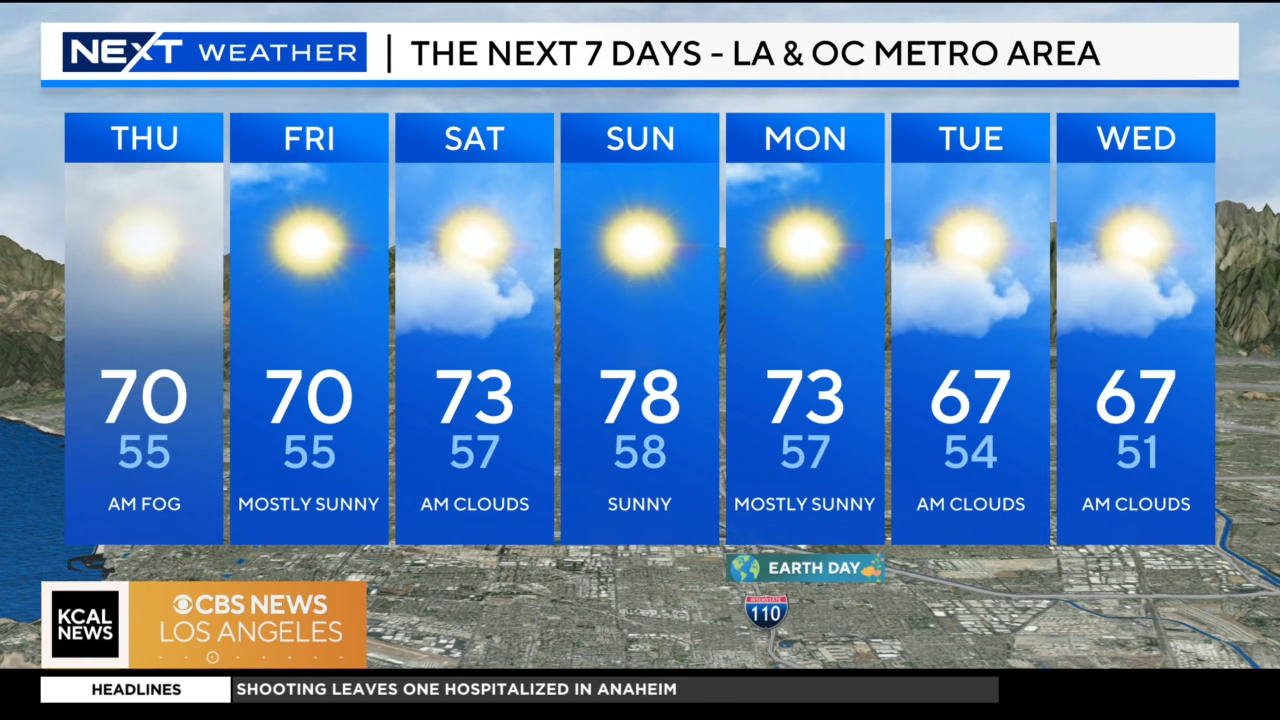 NEXT WEATHER | THE NEXT 7 DAYS - LA & OC METRO AREA
THU FRI SAT SUN MON TUE WED
70 70 73 78 73 67 67
55 55 57 58 57 54 51
AM FOG MOSTLY SUNNY AM CLOUDS SUNNY MOSTLY SUNNY AM CLOUDS AM CLOUDS
EARTH DAY
INTERSTATE
110
KCAL
NEWS
CBS NEWS
LOS ANGELES
HEADLINES SHOOTING LEAVES ONE HOSPITALIZED IN ANAHEIM